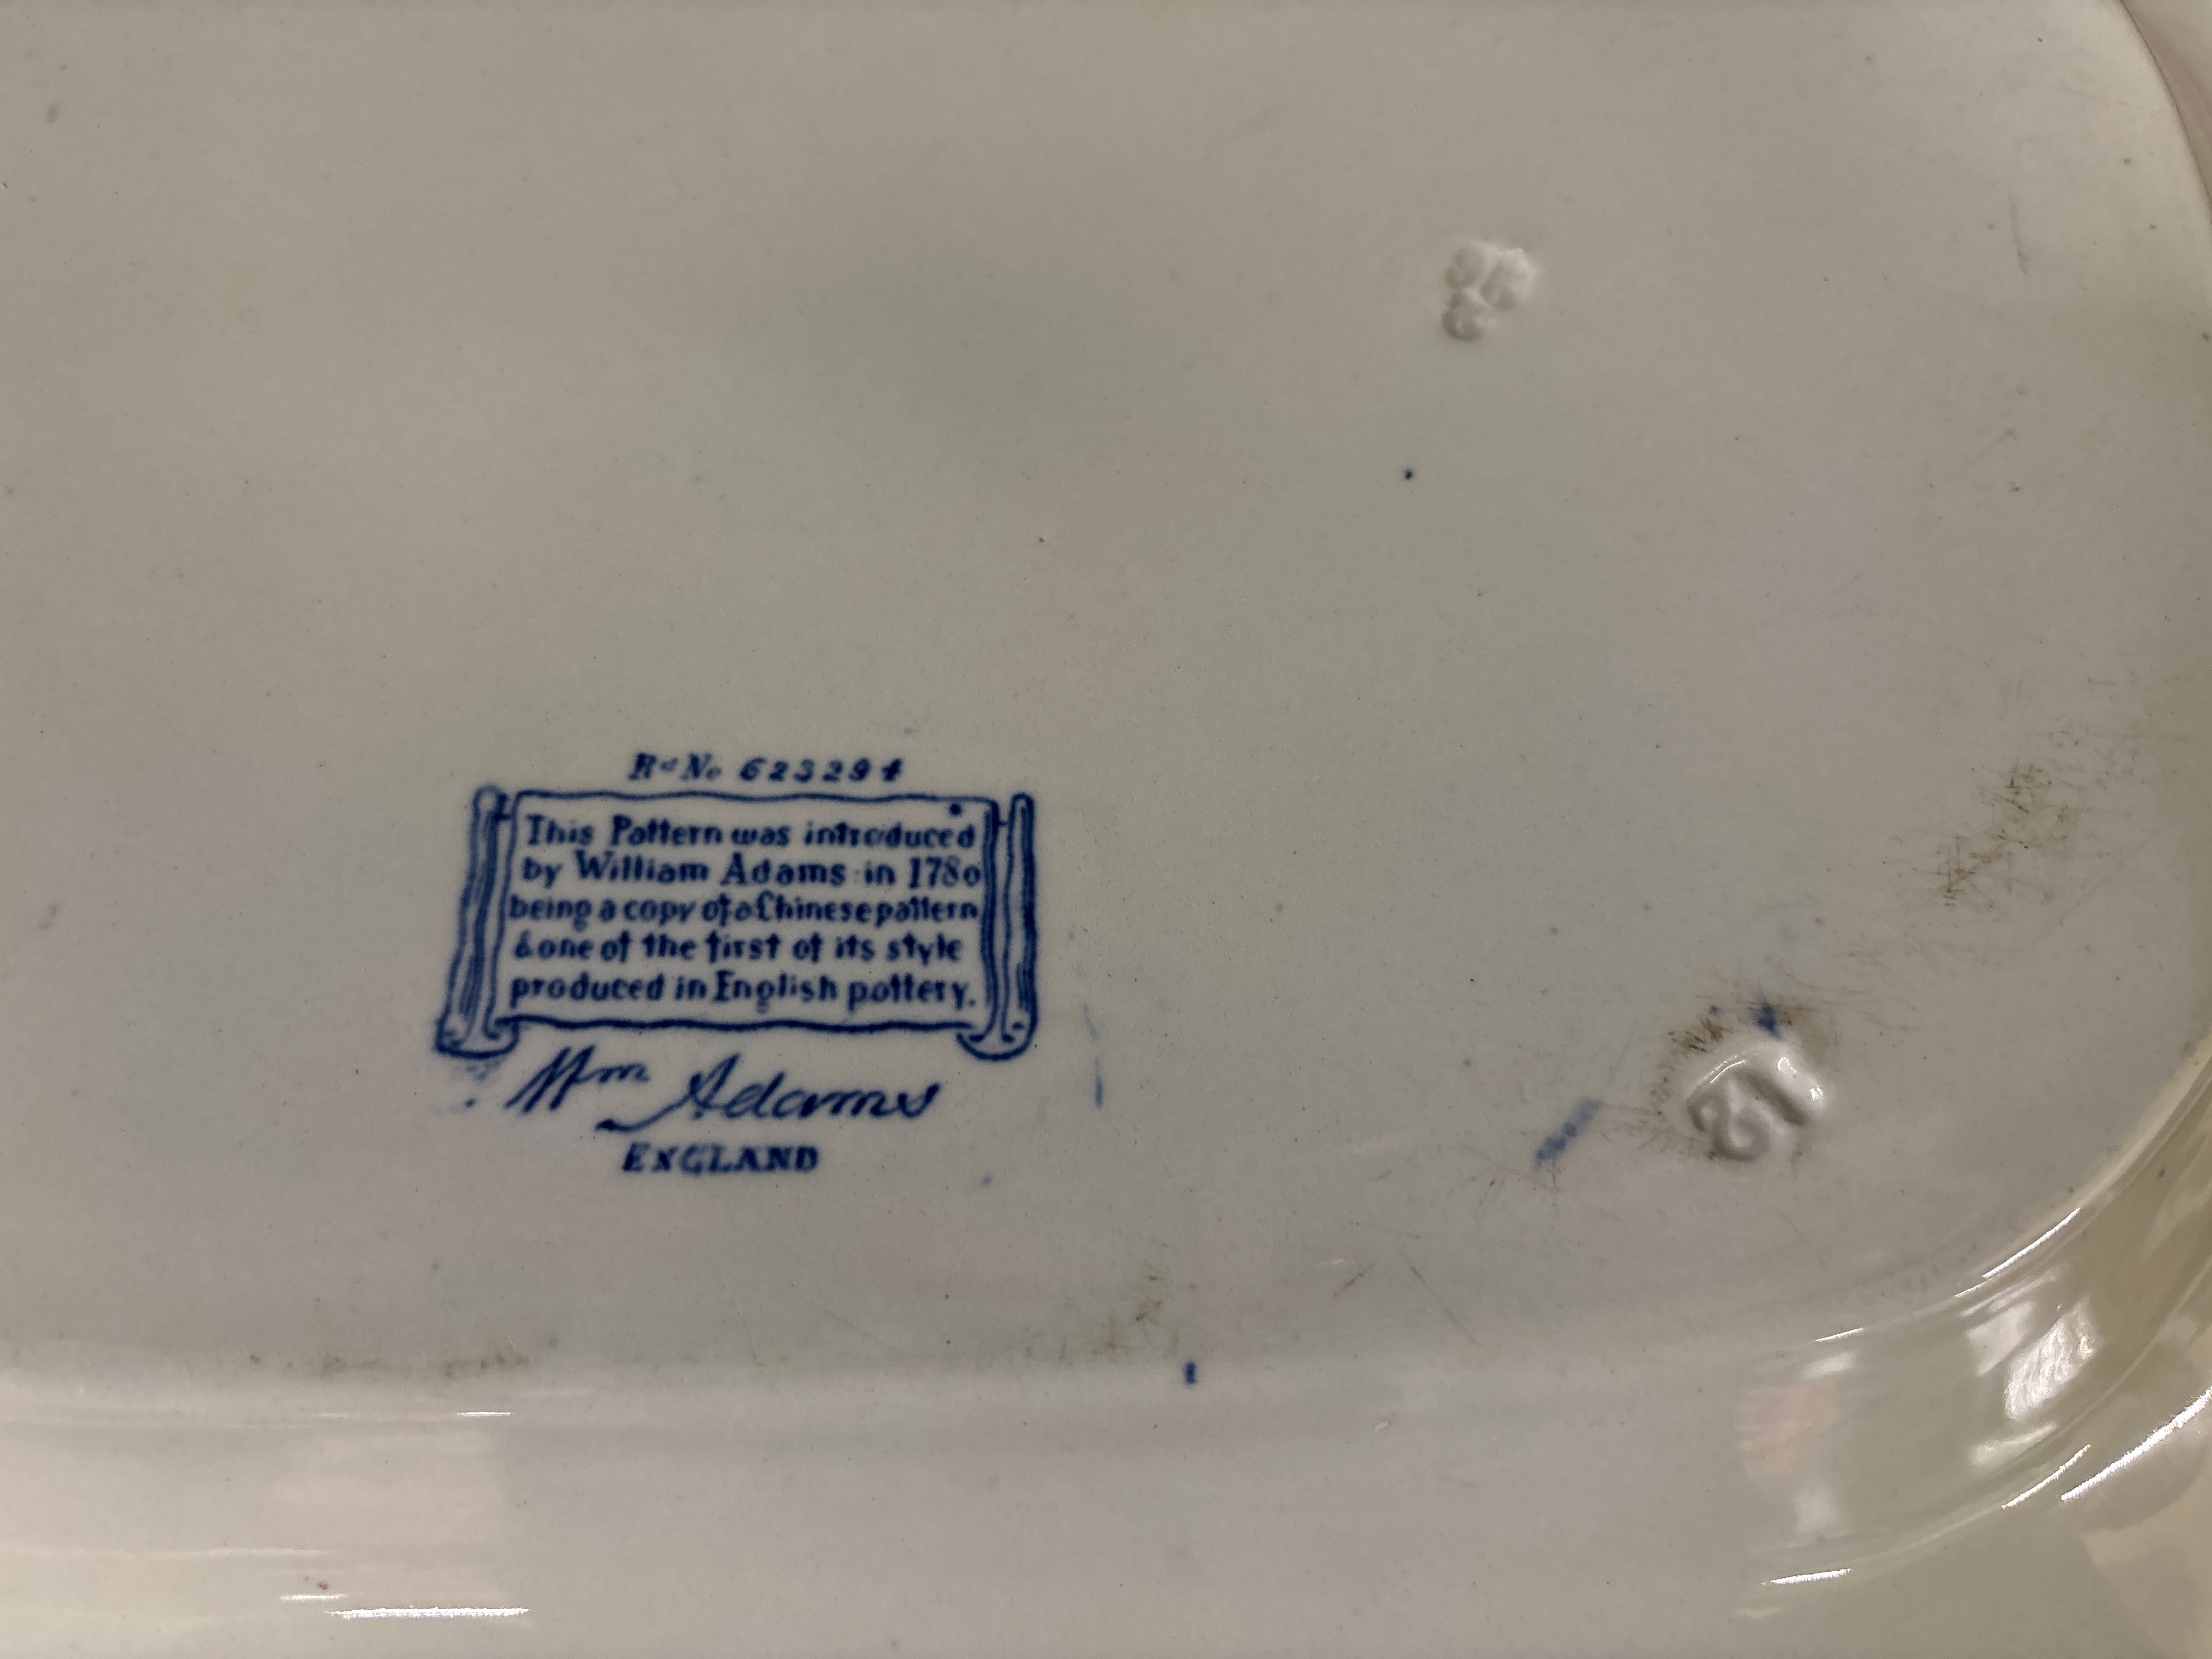 Rd No 623294
This Pattern was introduced
by William Adams in 1780
being a copy of a Chinese pattern
& one of the first of its style
produced in English pottery.
Wm Adams
ENGLAND
12